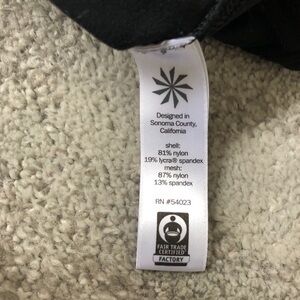 Designed in
Sonoma County,
California
shell:
81% nylon
19% lycra® spandex
mesh:
87% nylon
13% spandex
RN #54023
FAIR TRADE
CERTIFIED
FACTORY